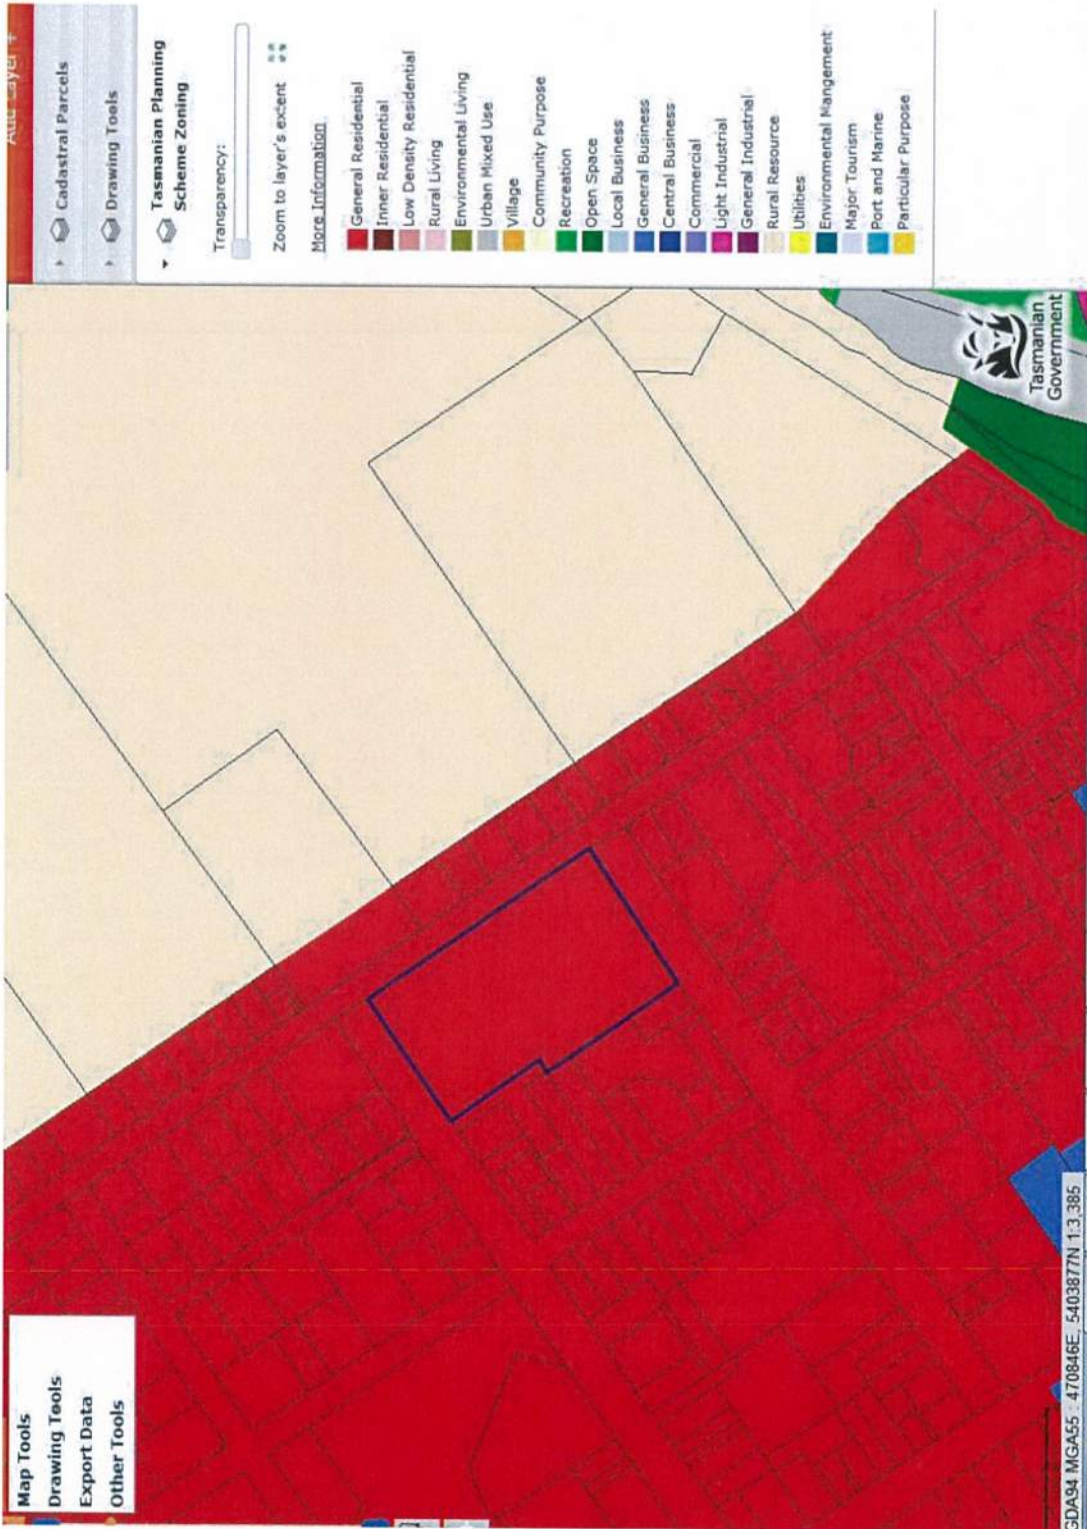 Map Tools
Drawing Tools
Export Data
Other Tools
Add Layer +
Cadastral Parcels
Drawing Tools
Tasmanian Planning
Scheme Zoning
Transparency:
Zoom to layer's extent
More Information
General Residential
Inner Residential
Low Density Residential
Rural Living
Environmental Living
Urban Mixed Use
Village
Community Purpose
Recreation
Open Space
Local Business
General Business
Central Business
Commercial
Light Industrial
General Industrial
Rural Resource
Utilities
Environmental Mangement
Major Tourism
Port and Marine
Particular Purpose
Tasmanian
Government
GDA94 MGA55 : 470846E, 5403877N 1:3,385